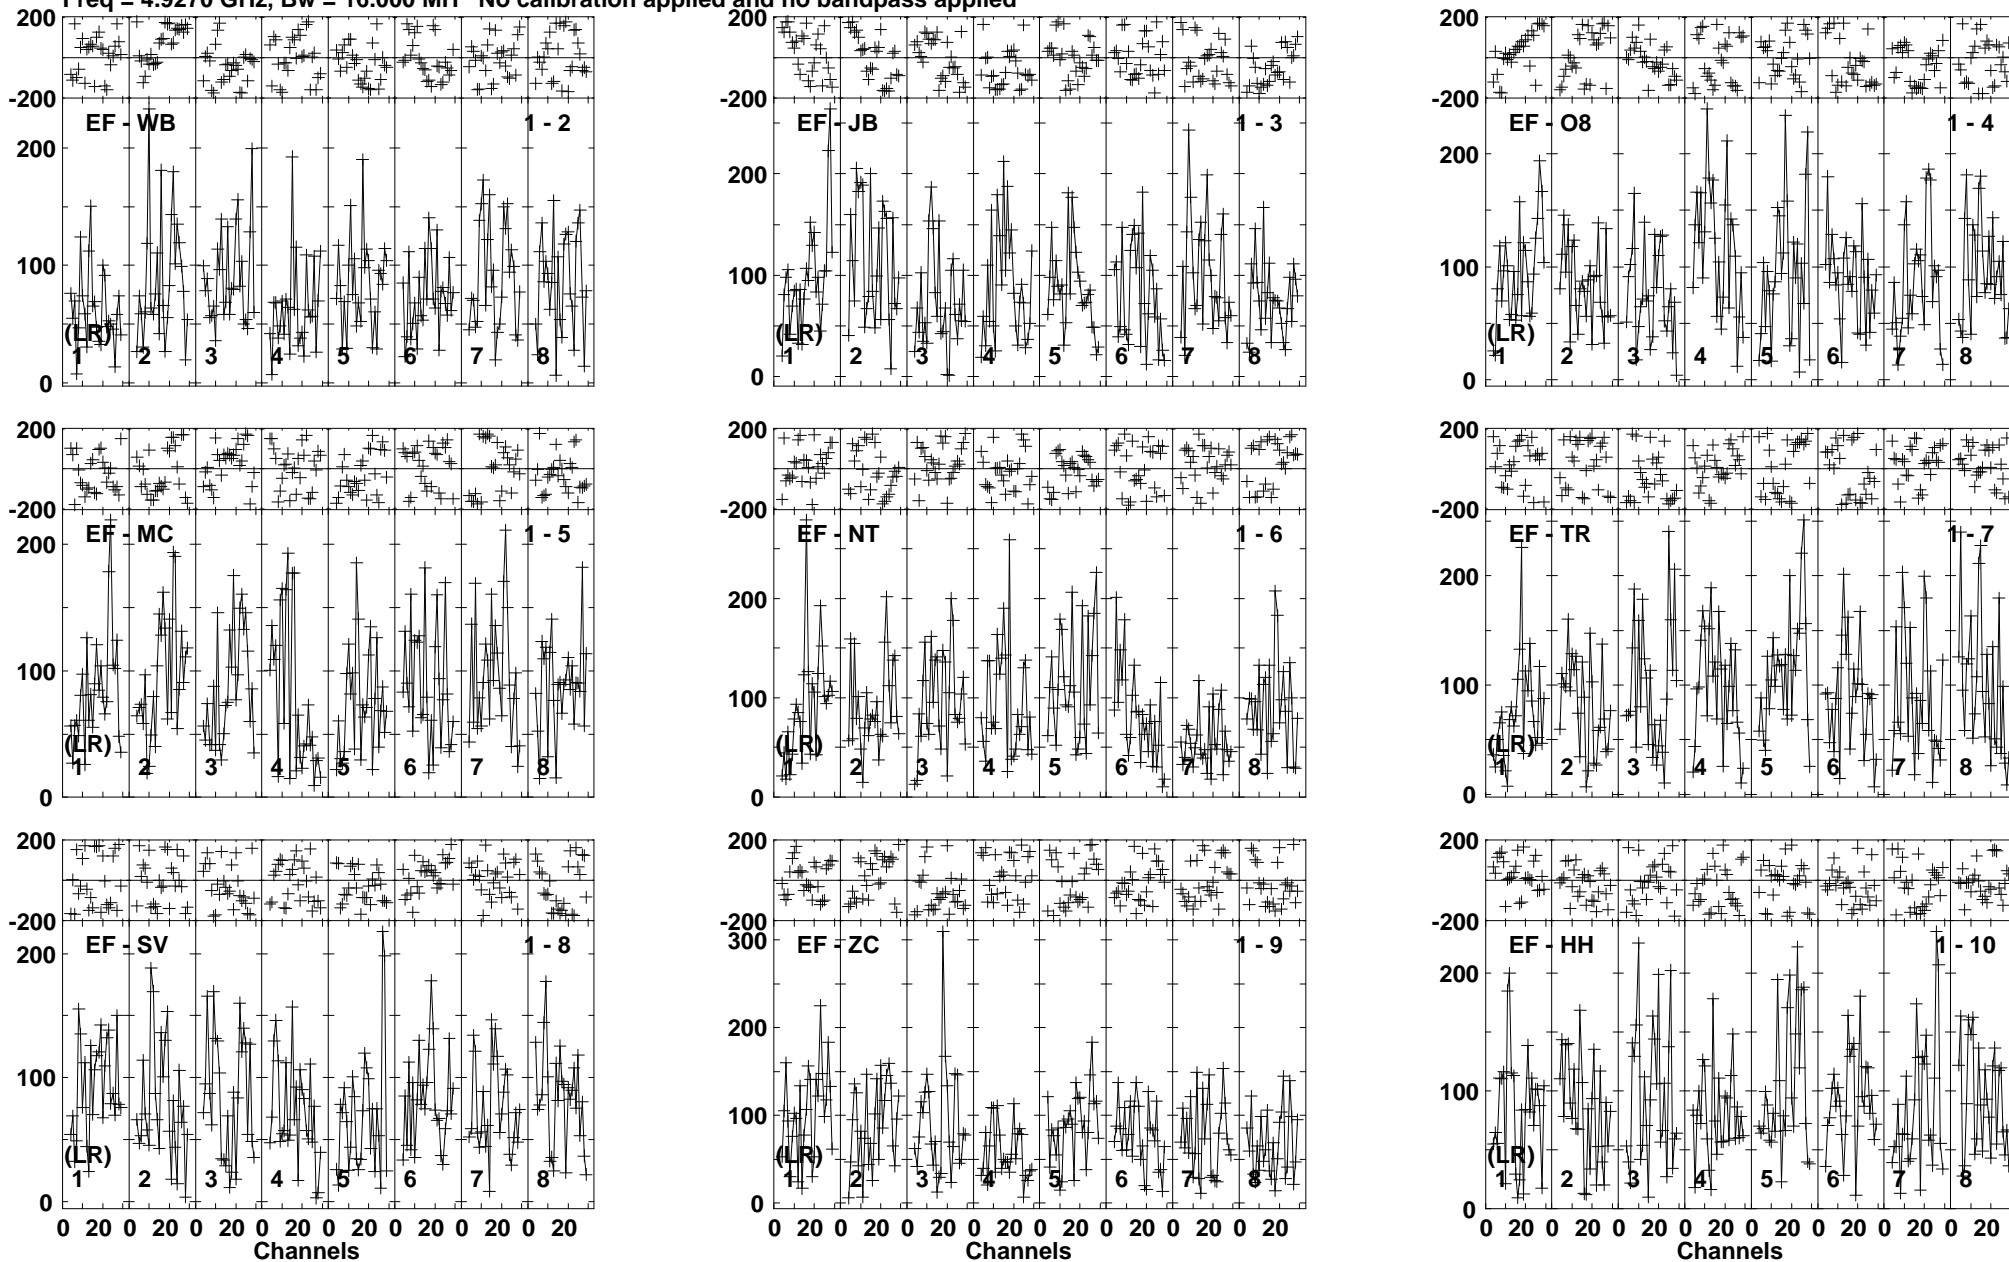 Freq = 4.9270 GHz, Bw = 16.000 MH No calibration applied and no bandpass applied
200 200 200
-200 -200 -200
EF - WB 1 - 2 EF - JB 1 - 3 EF - O8 1 - 4
200 200 200
100 100 100
(LR) (LR) (LR)
1 2 3 4 5 6 7 8 1 2 3 4 5 6 7 8 1 2 3 4 5 6 7 8
0 0 0
200 200 200
-200 -200 -200
EF - MC 1 - 5 EF - NT 1 - 6 EF - TR 1 - 7
200 200 200
100 100 100
(LR) (LR) (LR)
1 2 3 4 5 6 7 8 1 2 3 4 5 6 7 8 1 2 3 4 5 6 7 8
0 0 0
200 200 200
-200 -200 -200
EF - SV 1 - 8 EF - ZC 1 - 9 EF - HH 1 - 10
200 300 200
100 200 100
100
(LR) (LR) (LR)
1 2 3 4 5 6 7 8 1 2 3 4 5 6 7 8 1 2 3 4 5 6 7 8
0 0 0
0 20 0 20 0 20 0 20 0 20 0 20 0 20 0 20 0 20 0 20 0 20 0 20 0 20 0 20 0 20 0 20 0 20 0 20 0 20 0 20 0 20 0 20 0 20 0 20
Channels Channels Channels